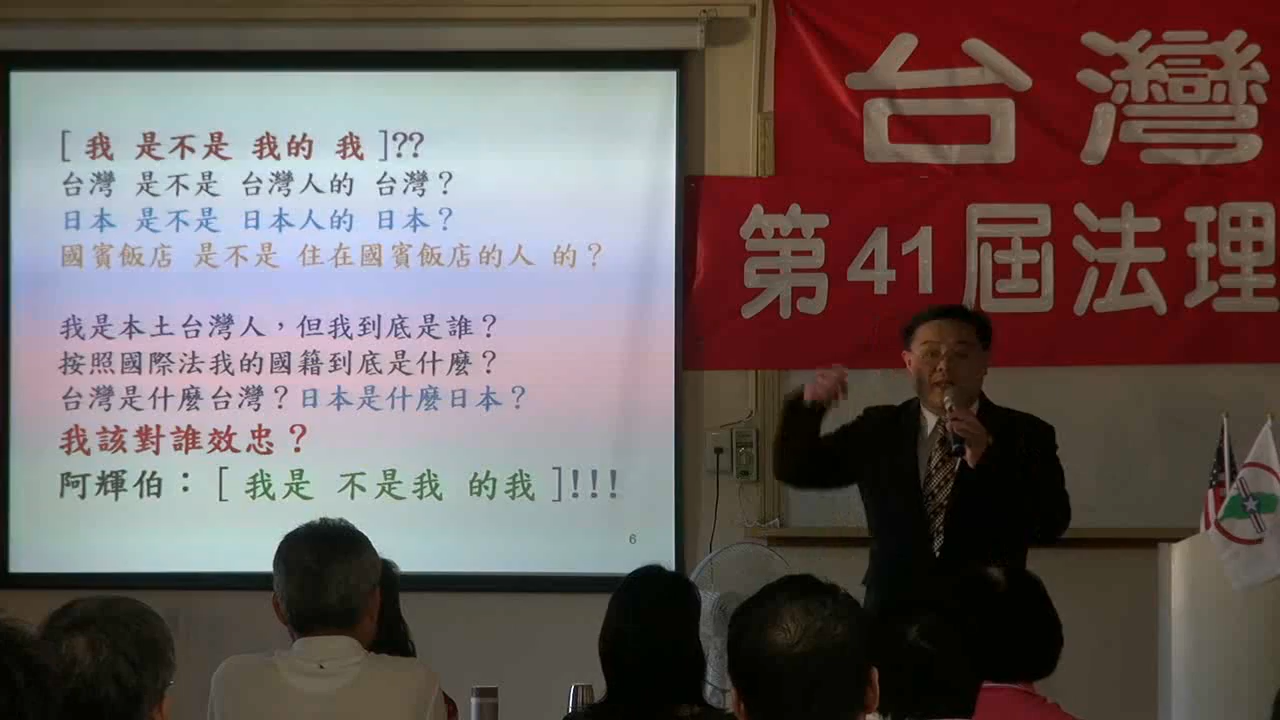 [ 我 是不是 我的 我 ]??
台灣 是不是 台灣人的 台灣？
日本 是不是 日本人的 日本？
國賓飯店 是不是 住在國賓飯店的人 的？
我是本土台灣人，但我到底是誰？
按照國際法我的國籍到底是什麼？
台灣是什麼台灣？日本是什麼日本？
我該對誰效忠？
阿輝伯： [ 我是 不是我 的我 ]!!!
6
台灣
第41屆法理